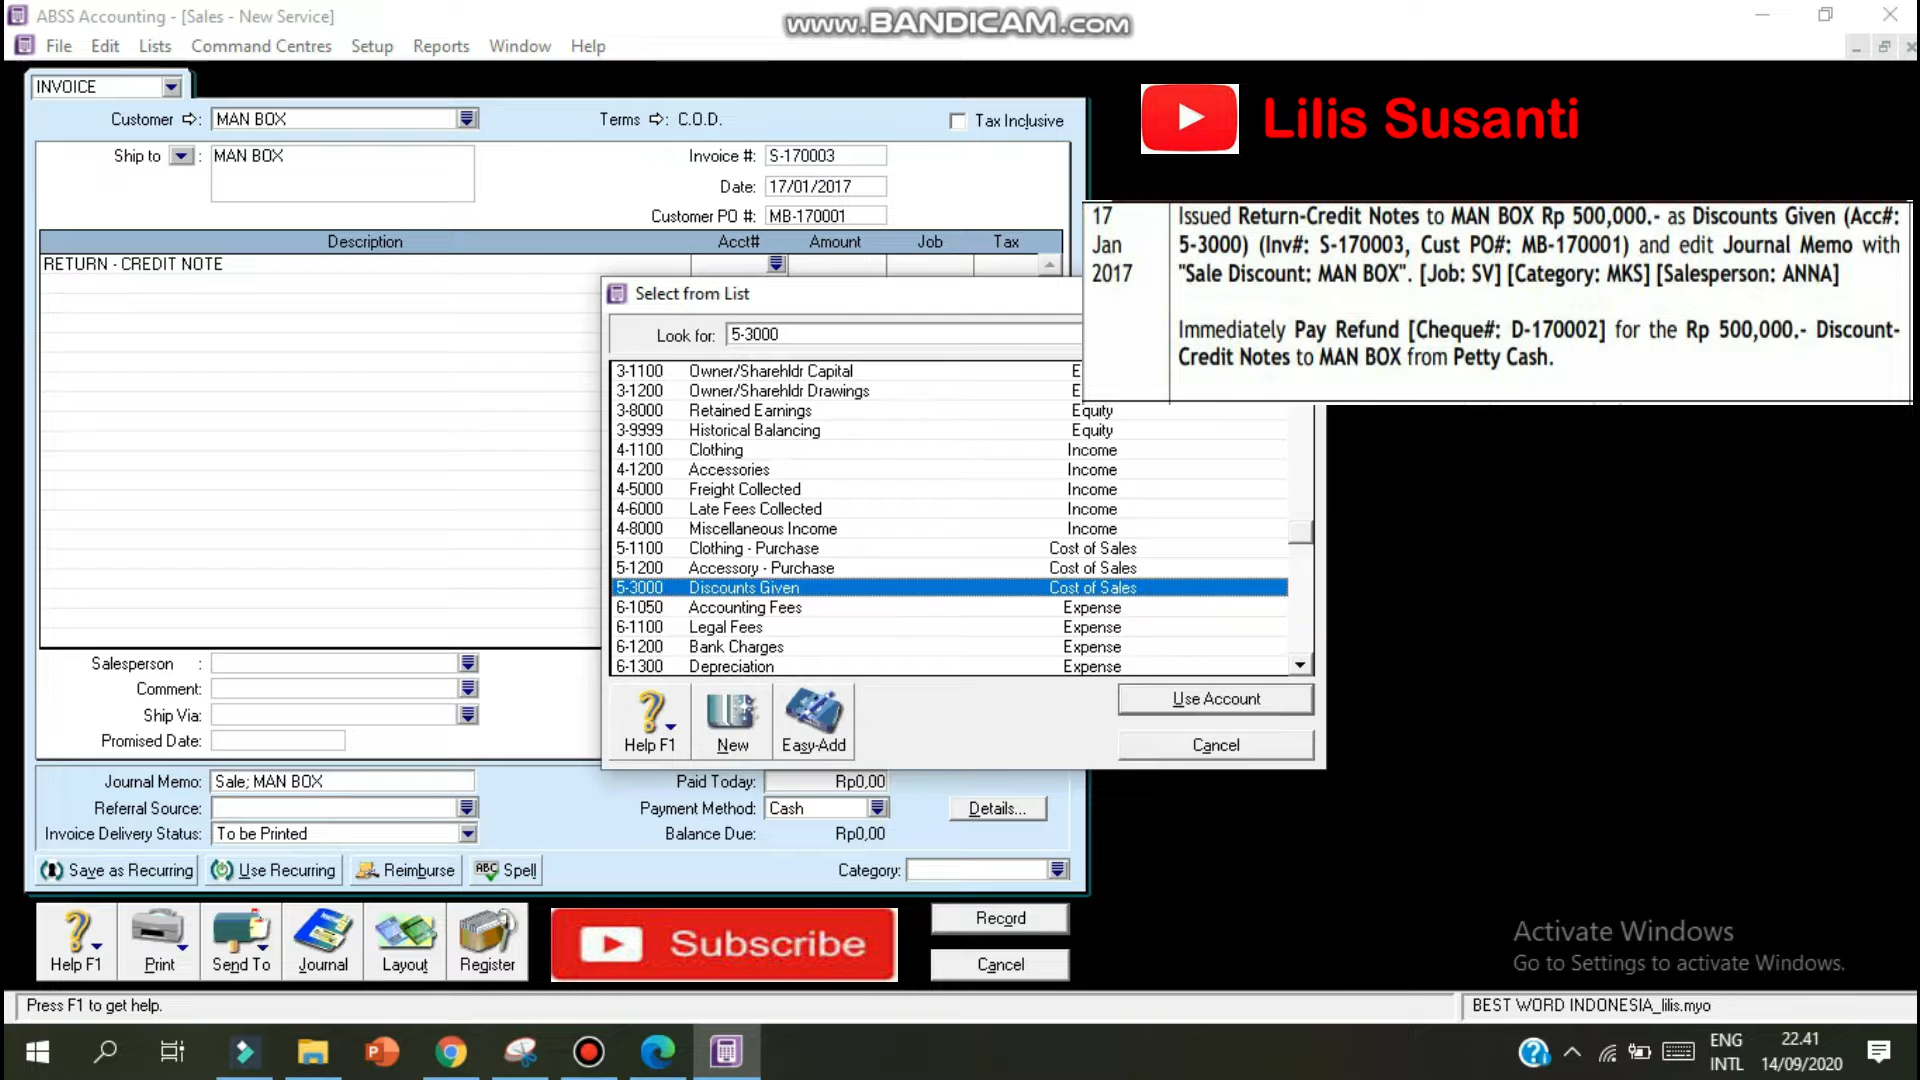 ABSS Accounting - [Sales - New Service]
www.BANDICAM.com
File Edit Lists Command Centres Setup Reports Window Help
INVOICE
Customer : MAN BOX
Terms : C.O.D.
Tax Inclusive
Ship to : MAN BOX
Invoice #: S-170003
Date: 17/01/2017
Customer PO #: MB-170001
Description Acct# Amount Job Tax
RETURN - CREDIT NOTE
Lilis Susanti
17 Jan 2017
Issued Return-Credit Notes to MAN BOX Rp 500,000.- as Discounts Given (Acc#:
5-3000) (Inv#: S-170003, Cust PO#: MB-170001) and edit Journal Memo with
"Sale Discount: MAN BOX". [Job: SV] [Category: MKS] [Salesperson: ANNA]
Immediately Pay Refund [Cheque#: D-170002] for the Rp 500,000.- Discount-
Credit Notes to MAN BOX from Petty Cash.
Select from List
Look for: 5-3000
3-1100 Owner/Sharehldr Capital E
3-1200 Owner/Sharehldr Drawings E
3-8000 Retained Earnings Equity
3-9999 Historical Balancing Equity
4-1100 Clothing Income
4-1200 Accessories Income
4-5000 Freight Collected Income
4-6000 Late Fees Collected Income
4-8000 Miscellaneous Income Income
5-1100 Clothing - Purchase Cost of Sales
5-1200 Accessory - Purchase Cost of Sales
5-3000 Discounts Given Cost of Sales
6-1050 Accounting Fees Expense
6-1100 Legal Fees Expense
6-1200 Bank Charges Expense
6-1300 Depreciation Expense
Help F1 New Easy-Add
Use Account
Cancel
Salesperson :
Comment:
Ship Via:
Promised Date:
Journal Memo: Sale; MAN BOX
Referral Source:
Invoice Delivery Status: To be Printed
Paid Today: Rp0,00
Payment Method: Cash
Details...
Balance Due: Rp0,00
Save as Recurring Use Recurring Reimburse ABC Spell
Category:
Help F1 Print Send To Journal Layout Register
Subscribe
Record
Cancel
Activate Windows
Go to Settings to activate Windows.
Press F1 to get help.
BEST WORD INDONESIA_lilis.myo
ENG
INTL
22.41
14/09/2020